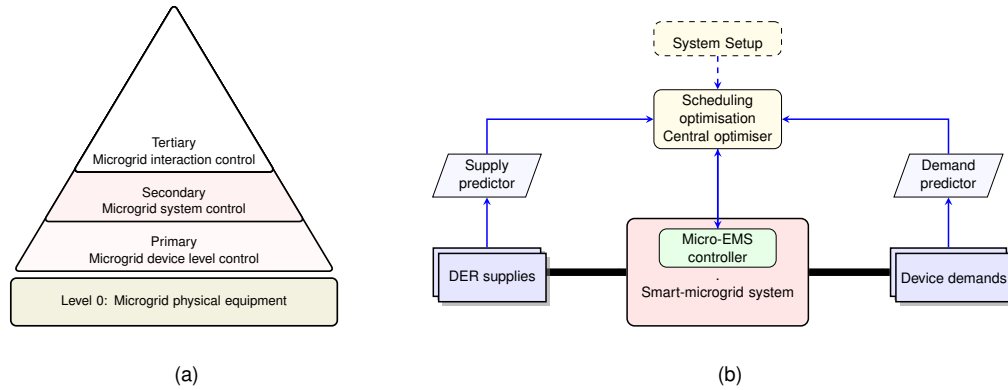 Tertiary
Microgrid interaction control
Secondary
Microgrid system control
Primary
Microgrid device level control
Level 0: Microgrid physical equipment
(a)
System Setup
Scheduling
optimisation
Central optimiser
Supply
predictor
Demand
predictor
Micro-EMS
controller
.
Smart-microgrid system
DER supplies
Device demands
(b)